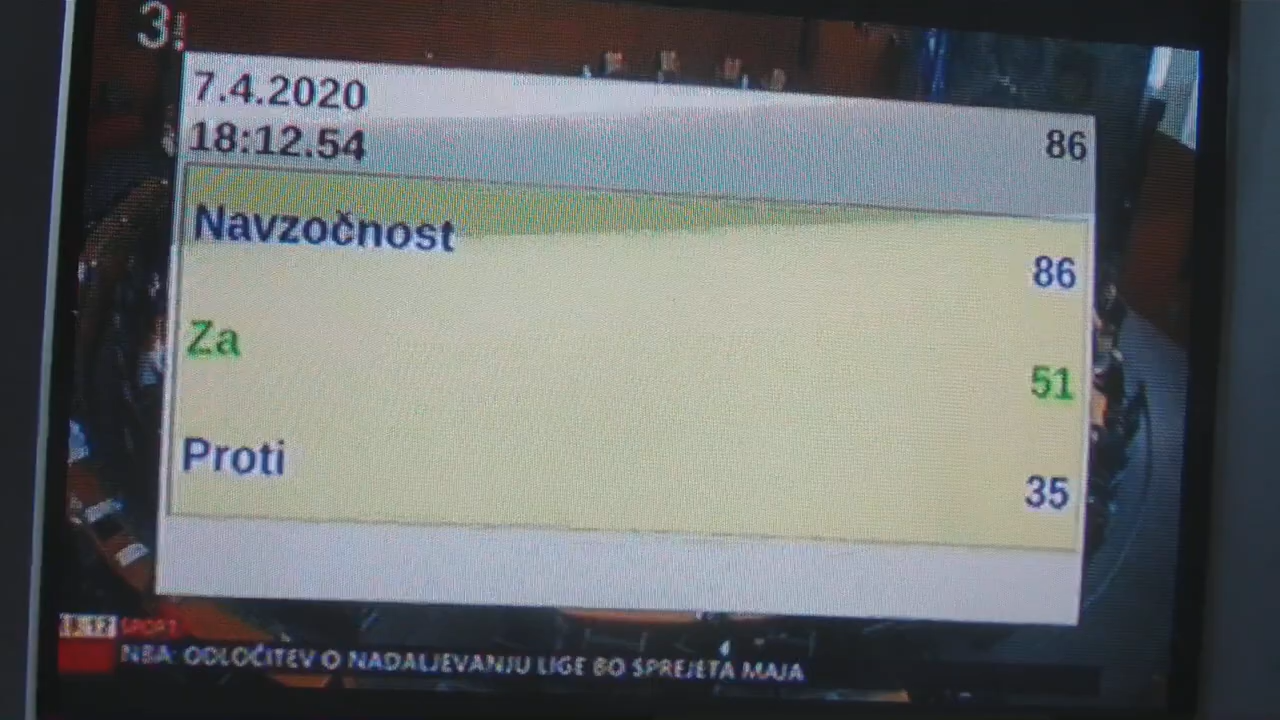 3
7.4.2020
18:12.54
86
Navzočnost
86
Za
51
Proti
35
SPORT
NBA: ODLOČITEV O NADALJEVANJU LIGE BO SPREJETA MAJA